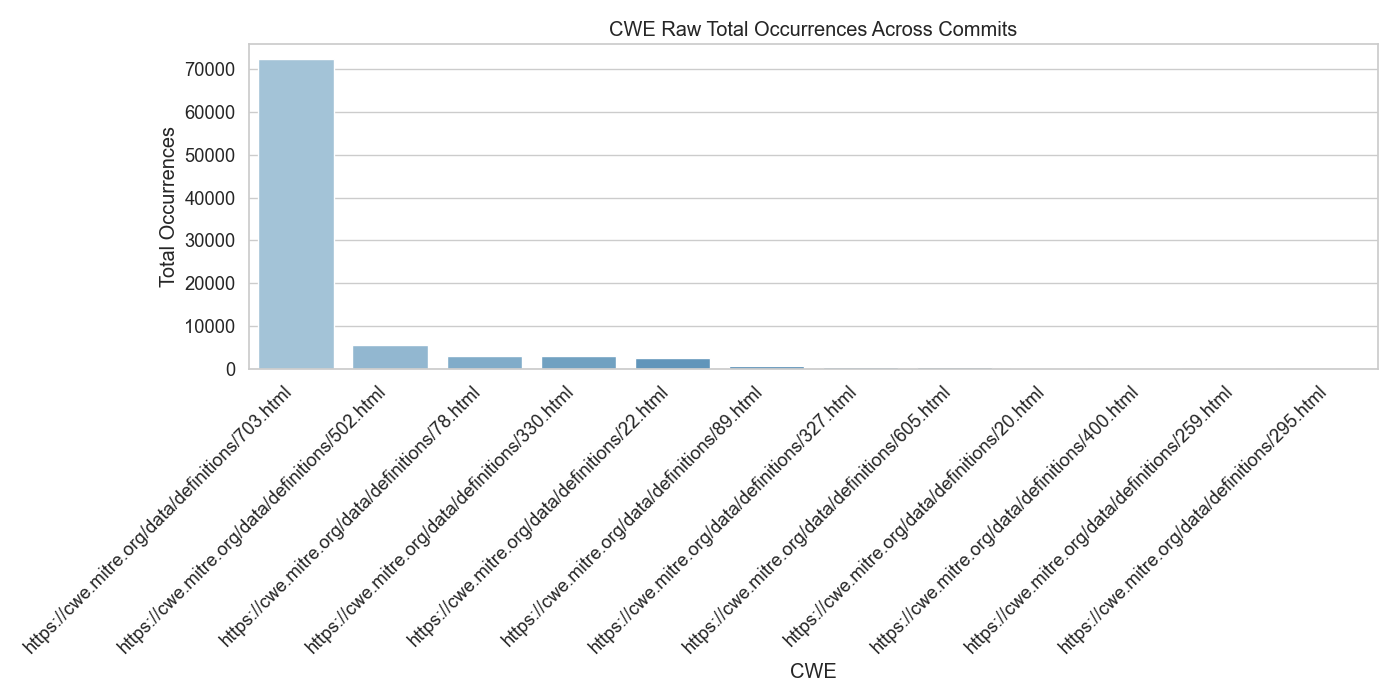 CWE Raw Total Occurrences Across Commits
Total Occurrences
70000
60000
50000
40000
30000
20000
10000
0
https://cwe.mitre.org/data/definitions/703.html
https://cwe.mitre.org/data/definitions/502.html
https://cwe.mitre.org/data/definitions/78.html
https://cwe.mitre.org/data/definitions/330.html
https://cwe.mitre.org/data/definitions/22.html
https://cwe.mitre.org/data/definitions/89.html
https://cwe.mitre.org/data/definitions/327.html
https://cwe.mitre.org/data/definitions/605.html
https://cwe.mitre.org/data/definitions/20.html
https://cwe.mitre.org/data/definitions/400.html
https://cwe.mitre.org/data/definitions/259.html
https://cwe.mitre.org/data/definitions/295.html
CWE